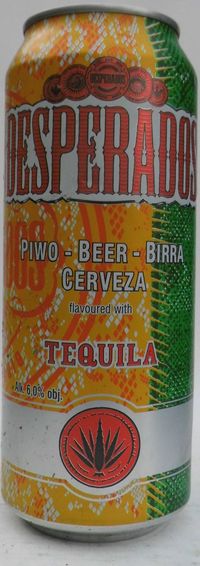 DESPERADOS
DESPERADOS
PIWO - BEER - BIRRA
CERVEZA
flavoured with
TEQUILA
Alk. 6,0% obj.